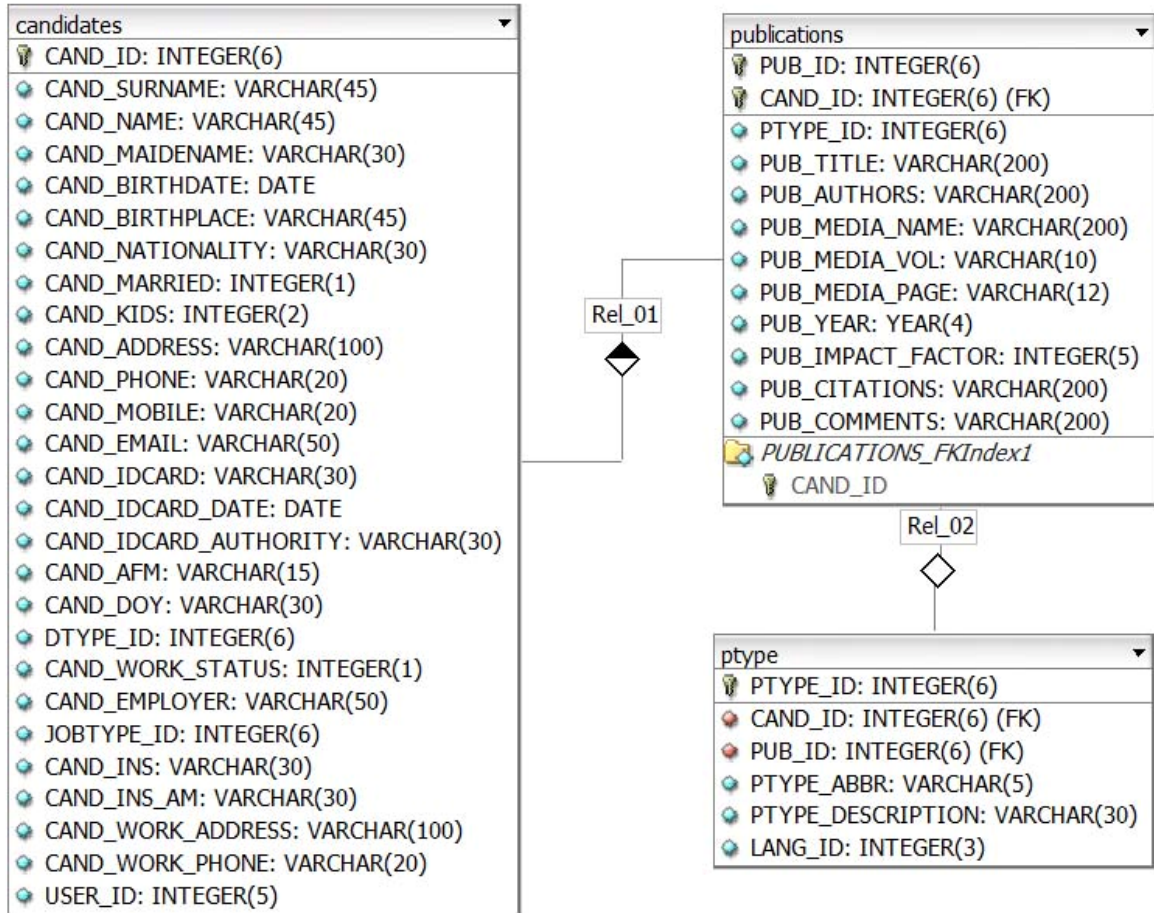 candidates
CAND_ID: INTEGER(6)
CAND_SURNAME: VARCHAR(45)
CAND_NAME: VARCHAR(45)
CAND_MAIDENAME: VARCHAR(30)
CAND_BIRTHDATE: DATE
CAND_BIRTHPLACE: VARCHAR(45)
CAND_NATIONALITY: VARCHAR(30)
CAND_MARRIED: INTEGER(1)
CAND_KIDS: INTEGER(2)
CAND_ADDRESS: VARCHAR(100)
CAND_PHONE: VARCHAR(20)
CAND_MOBILE: VARCHAR(20)
CAND_EMAIL: VARCHAR(50)
CAND_IDCARD: VARCHAR(30)
CAND_IDCARD_DATE: DATE
CAND_IDCARD_AUTHORITY: VARCHAR(30)
CAND_AFM: VARCHAR(15)
CAND_DOY: VARCHAR(30)
DTYPE_ID: INTEGER(6)
CAND_WORK_STATUS: INTEGER(1)
CAND_EMPLOYER: VARCHAR(50)
JOBTYPE_ID: INTEGER(6)
CAND_INS: VARCHAR(30)
CAND_INS_AM: VARCHAR(30)
CAND_WORK_ADDRESS: VARCHAR(100)
CAND_WORK_PHONE: VARCHAR(20)
USER_ID: INTEGER(5)
Rel_01
publications
PUB_ID: INTEGER(6)
CAND_ID: INTEGER(6) (FK)
PTYPE_ID: INTEGER(6)
PUB_TITLE: VARCHAR(200)
PUB_AUTHORS: VARCHAR(200)
PUB_MEDIA_NAME: VARCHAR(200)
PUB_MEDIA_VOL: VARCHAR(10)
PUB_MEDIA_PAGE: VARCHAR(12)
PUB_YEAR: YEAR(4)
PUB_IMPACT_FACTOR: INTEGER(5)
PUB_CITATIONS: VARCHAR(200)
PUB_COMMENTS: VARCHAR(200)
PUBLICATIONS_FKIndex1
CAND_ID
Rel_02
ptype
PTYPE_ID: INTEGER(6)
CAND_ID: INTEGER(6) (FK)
PUB_ID: INTEGER(6) (FK)
PTYPE_ABBR: VARCHAR(5)
PTYPE_DESCRIPTION: VARCHAR(30)
LANG_ID: INTEGER(3)